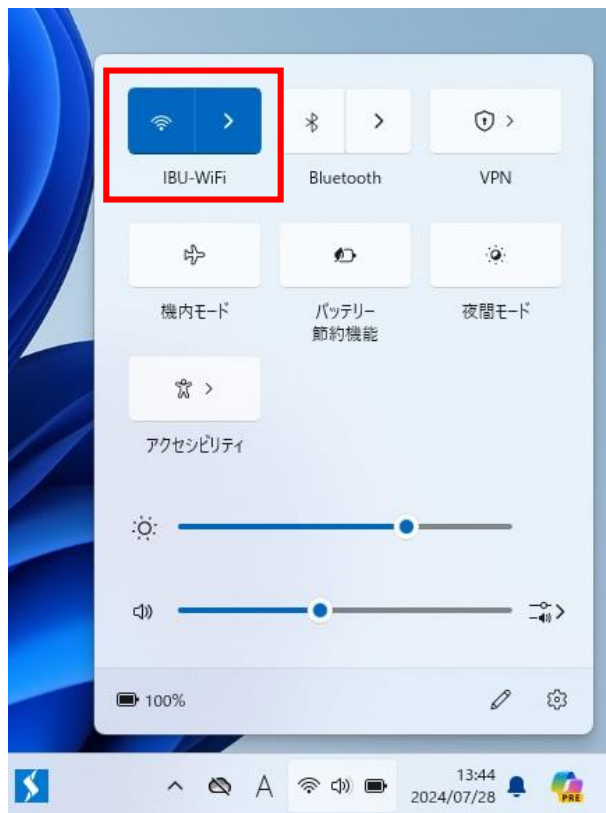 IBU-WiFi
Bluetooth
VPN
機内モード
バッテリー
節約機能
夜間モード
アクセシビリティ
100%
A
13:44
2024/07/28
PRE